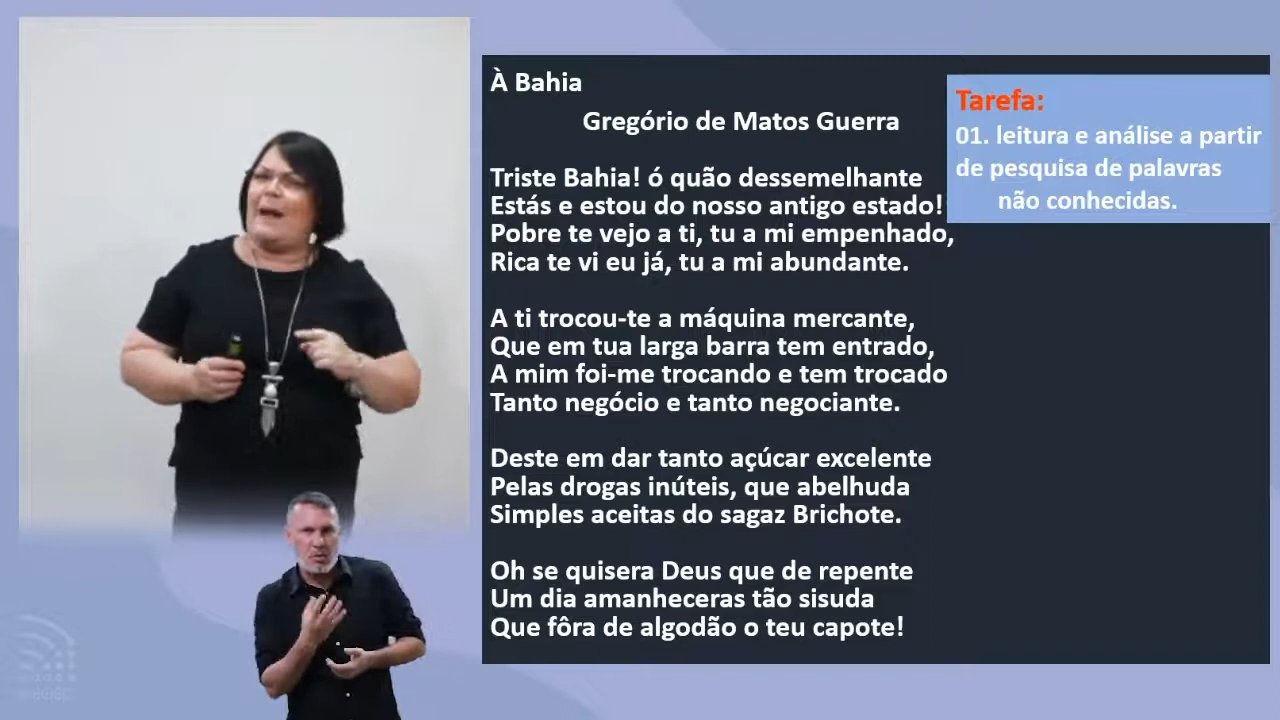 À Bahia
Gregório de Matos Guerra
Triste Bahia! ó quão dessemelhante
Estás e estou do nosso antigo estado!
Pobre te vejo a ti, tu a mi empenhado,
Rica te vi eu já, tu a mi abundante.
A ti trocou-te a máquina mercante,
Que em tua larga barra tem entrado,
A mim foi-me trocando e tem trocado
Tanto negócio e tanto negociante.
Deste em dar tanto açúcar excelente
Pelas drogas inúteis, que abelhuda
Simples aceitas do sagaz Brichote.
Oh se quisera Deus que de repente
Um dia amanheceras tão sisuda
Que fôra de algodão o teu capote!
Tarefa:
01. leitura e análise a partir
de pesquisa de palavras
não conhecidas.